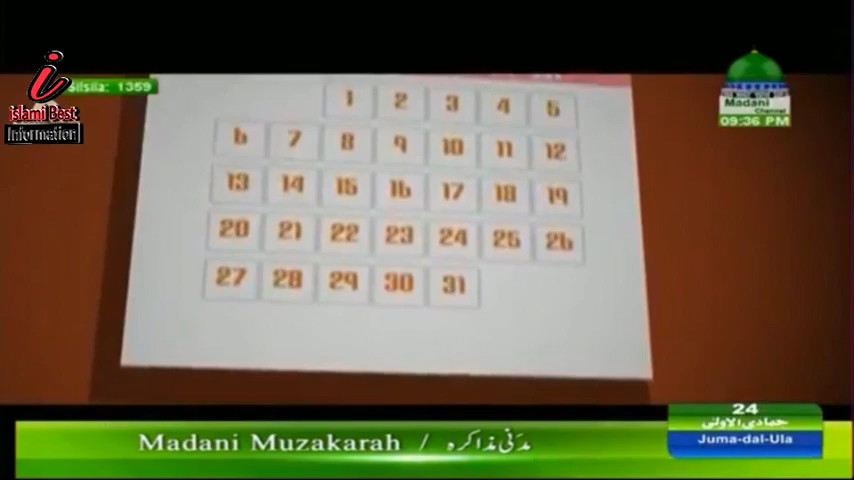 Silsila: 1359
islami Best
Information
Madani
Channel
09:36 PM
1 2 3 4 5
6 7 8 9 10 11 12
13 14 15 16 17 18 19
20 21 22 23 24 25 26
27 28 29 30 31
Madani Muzakarah / مدنی مذاکرہ
24
جمادی الاولیٰ
Juma-dal-Ula